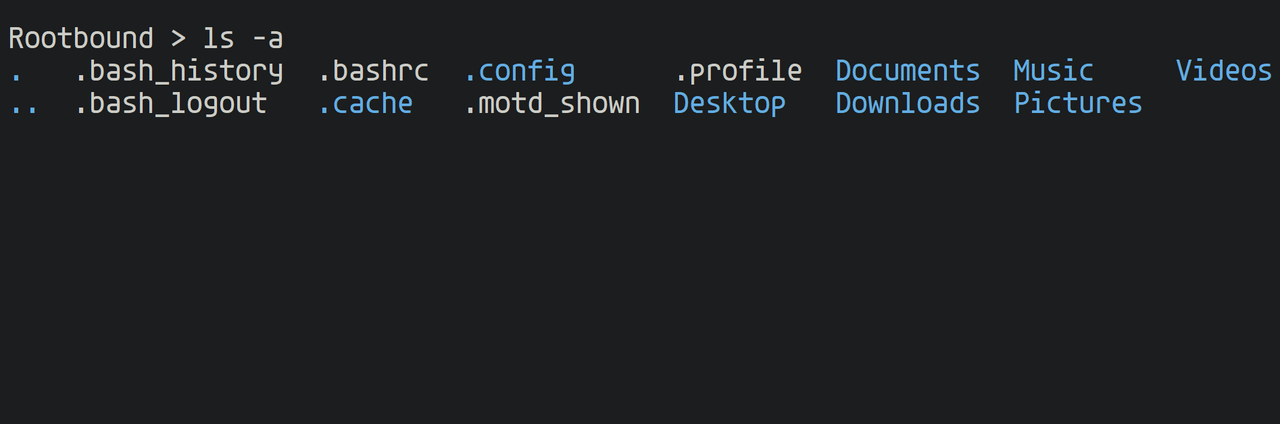 Rootbound > ls -a
.   .bash_history  .bashrc  .config      .profile  Documents  Music     Videos
..  .bash_logout   .cache   .motd_shown  Desktop   Downloads  Pictures